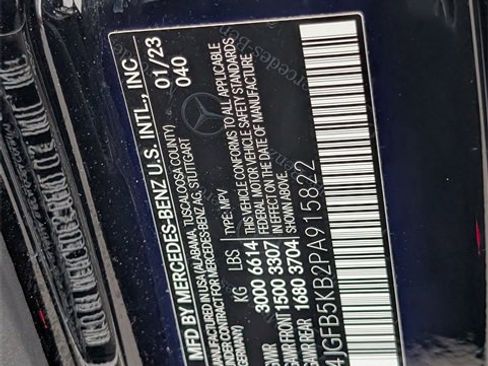 MFD BY MERCEDES-BENZ U.S. INTL., INC
01/23
040
MANUFACTURED IN USA (ALABAMA, TUSCALOOSA COUNTY)
UNDER CONTRACT FOR MERCEDES-BENZ AG STUTTGART
KG LBS TYPE: MPV
GVWR 3000 6614
GAWR FRONT 1500 3307
GAWR REAR 1680 3704
THIS VEHICLE CONFORMS TO ALL APPLICABLE
FEDERAL MOTOR VEHICLE SAFETY STANDARDS
IN EFFECT ON THE DATE OF MANUFACTURE
SHOWN ABOVE.
4JGFB5KB2PA915822
Mercedes-Benz